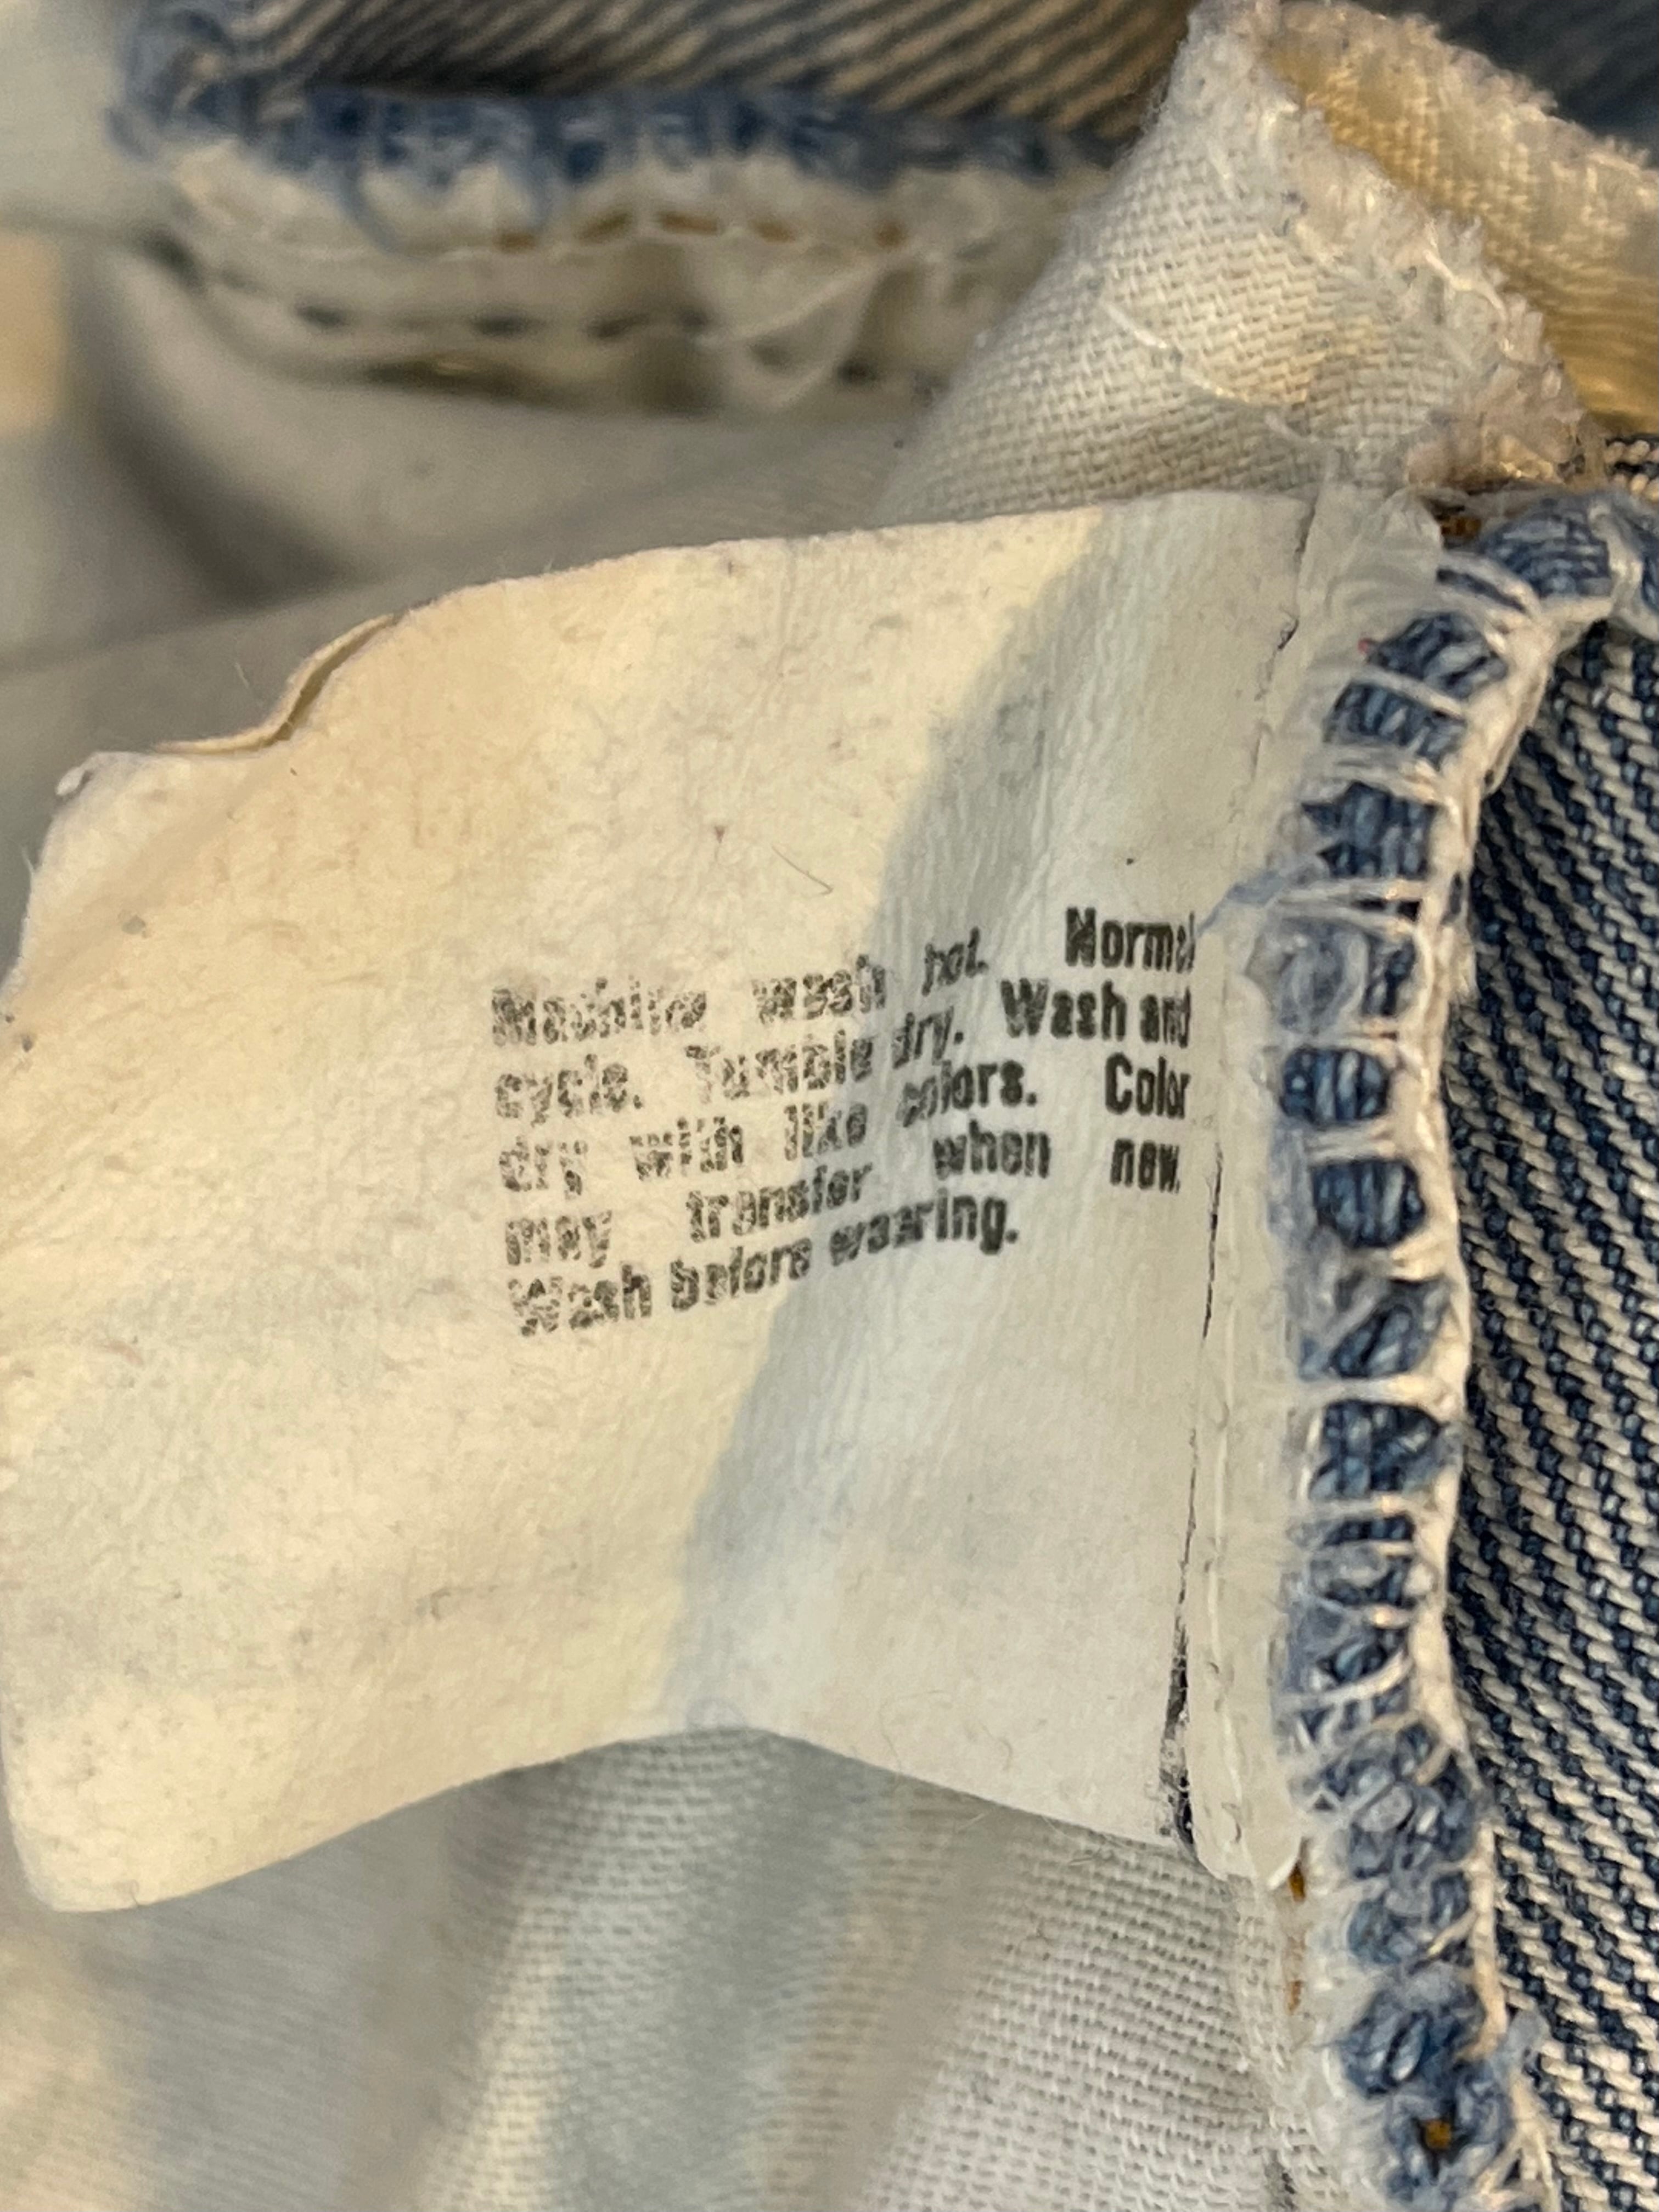 Machine wash hot. Normal
cycle. Tumble dry. Wash and
dry with like colors. Color
may transfer when new.
Wash before wearing.